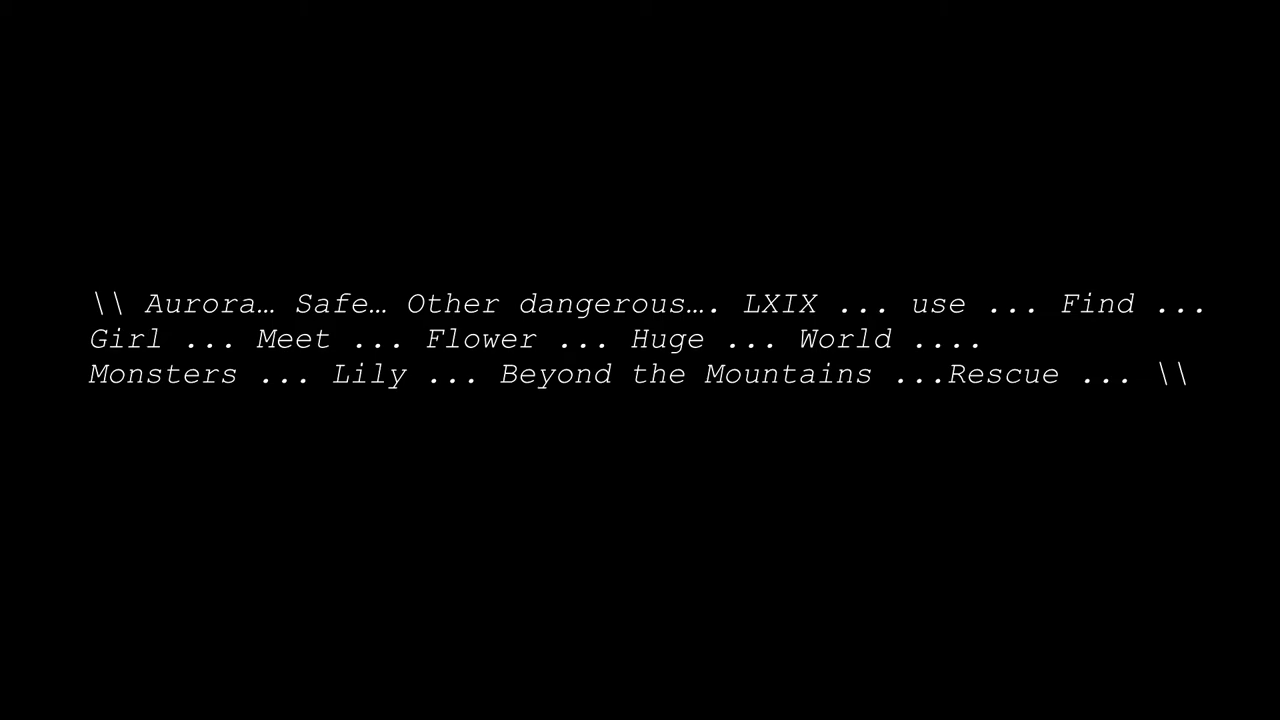 \\ Aurora… Safe… Other dangerous…. LXIX ... use ... Find ...
Girl ... Meet ... Flower ... Huge ... World ....
Monsters ... Lily ... Beyond the Mountains ...Rescue ... \\